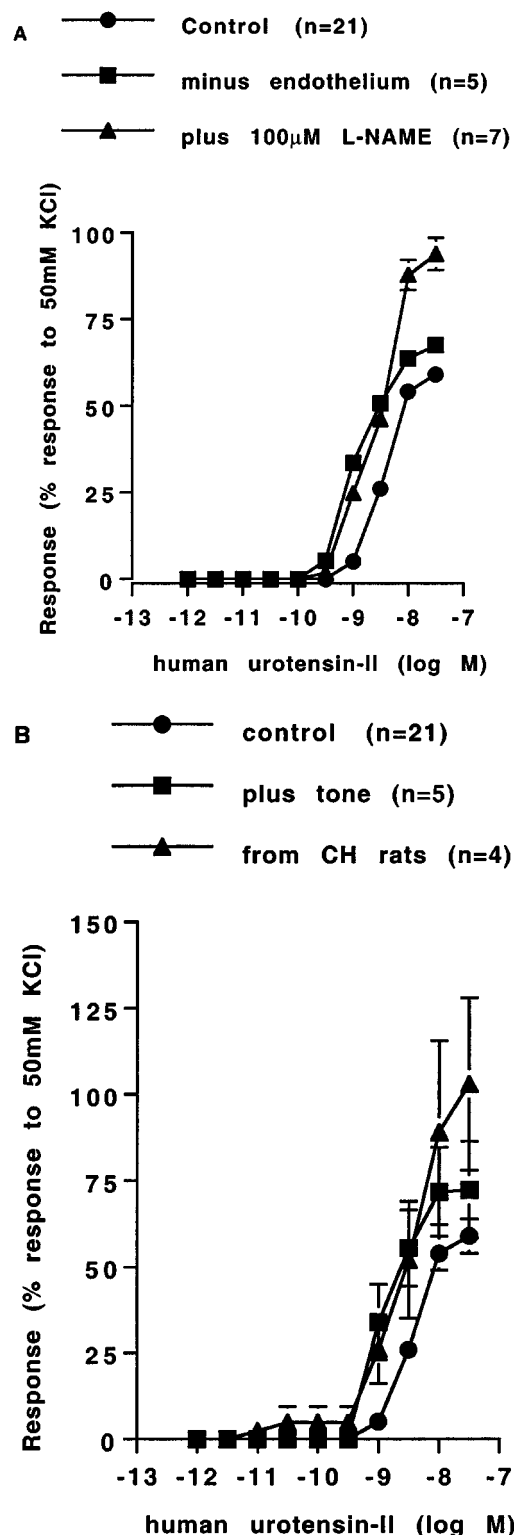 A
Control (n=21)
minus endothelium (n=5)
plus 100μM L-NAME (n=7)
Response (% response to 50mM KCl)
100
75
50
25
0
-13 -12 -11 -10 -9 -8 -7
human urotensin-II (log M)
B
control (n=21)
plus tone (n=5)
from CH rats (n=4)
Response (% response to 50mM KCl)
150
125
100
75
50
25
0
-13 -12 -11 -10 -9 -8 -7
human urotensin-II (log M)